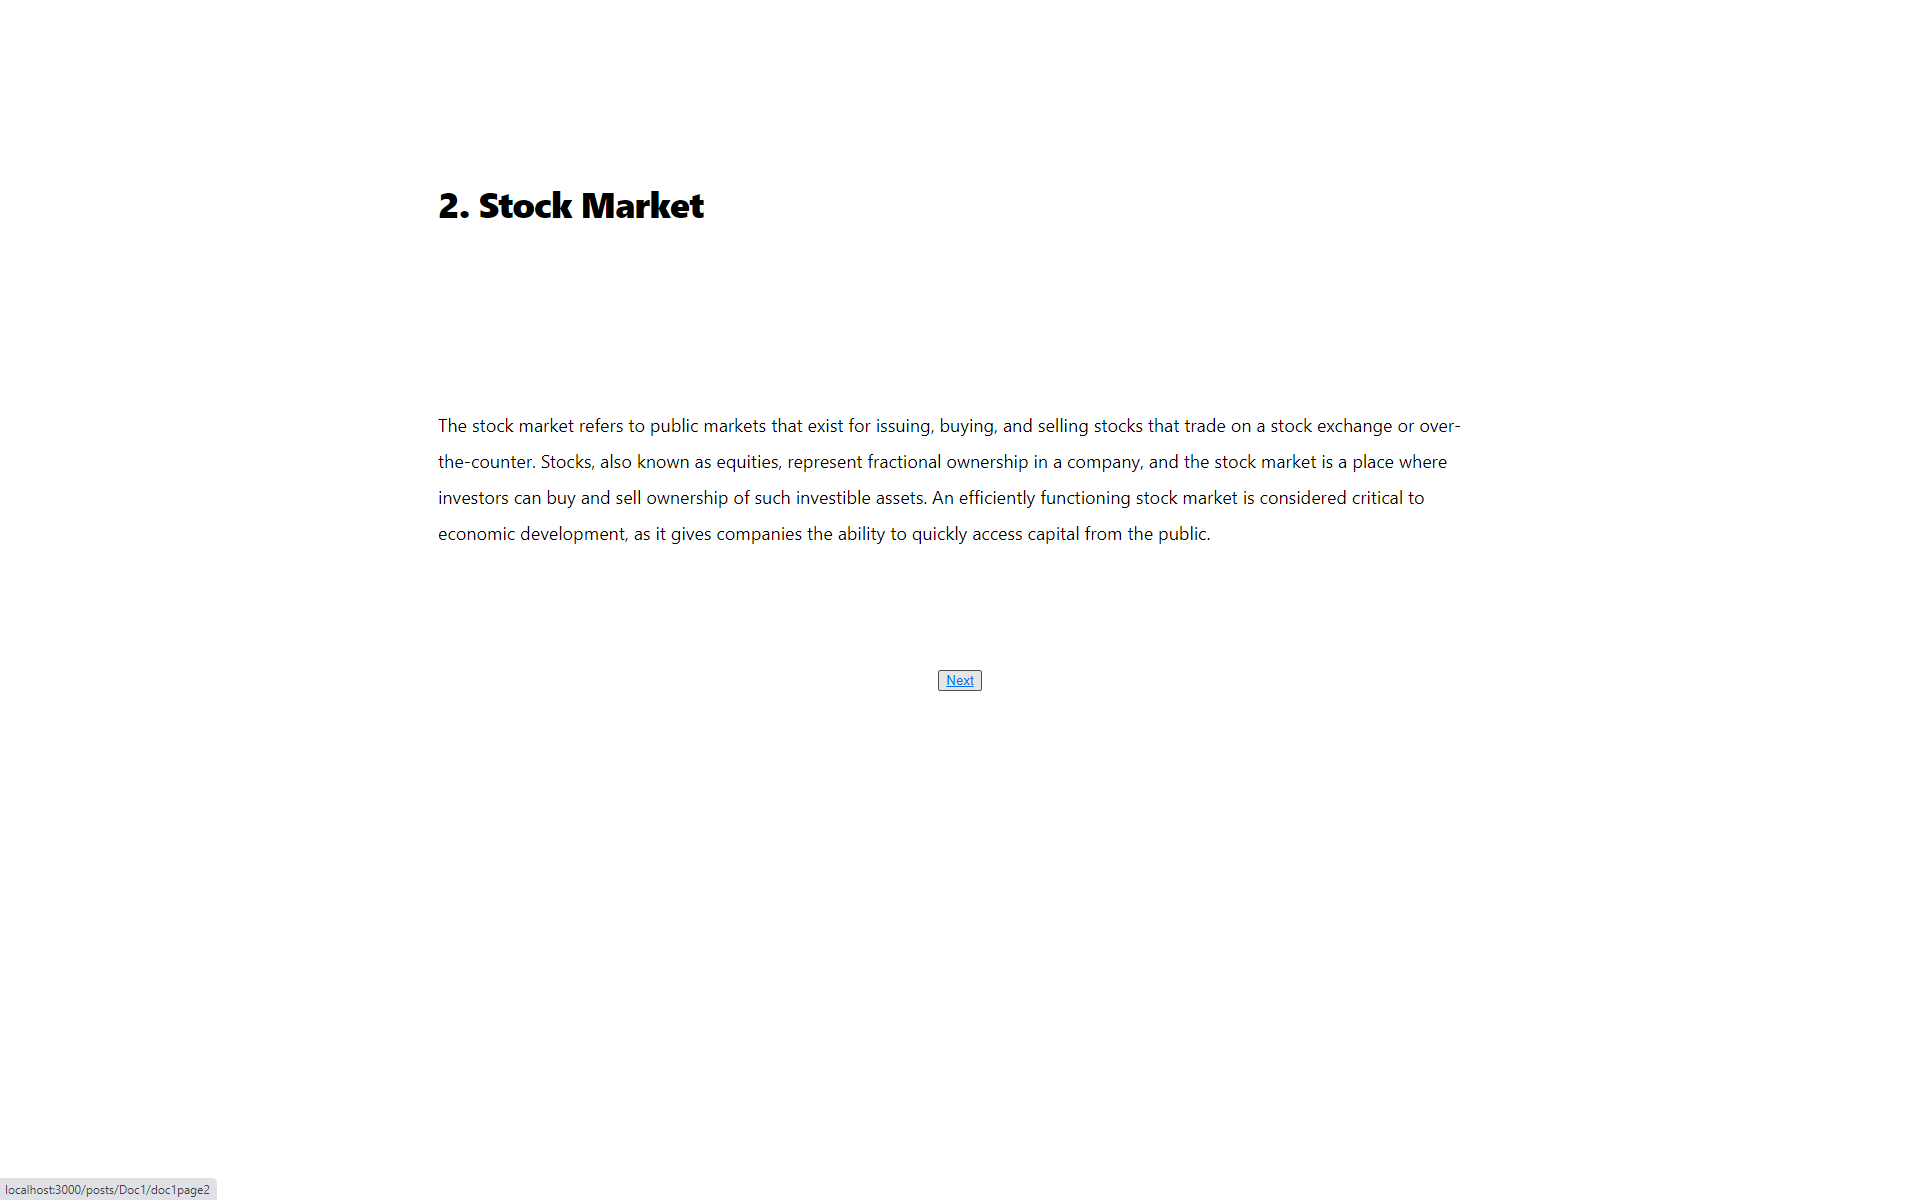 2. Stock Market
The stock market refers to public markets that exist for issuing, buying, and selling stocks that trade on a stock exchange or over-
the-counter. Stocks, also known as equities, represent fractional ownership in a company, and the stock market is a place where
investors can buy and sell ownership of such investible assets. An efficiently functioning stock market is considered critical to
economic development, as it gives companies the ability to quickly access capital from the public.
Next
localhost:3000/posts/Doc1/doc1page2